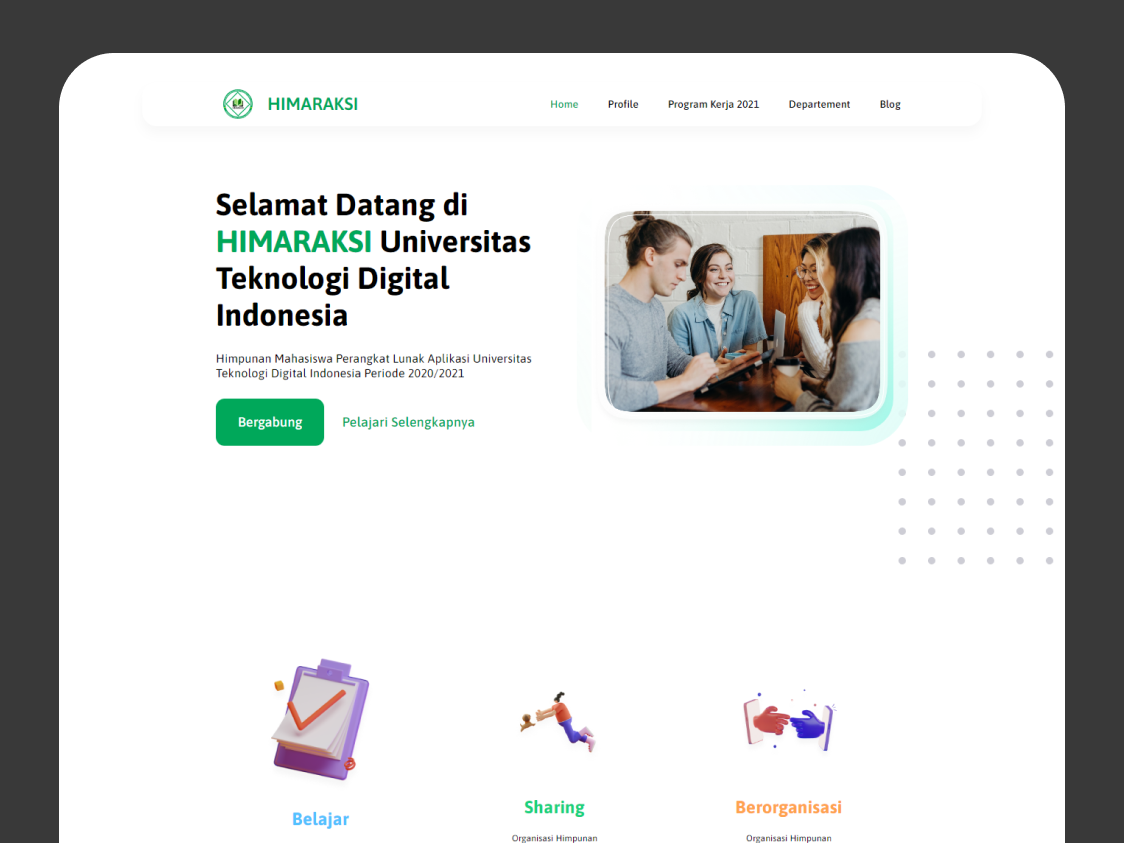 HIMARAKSI
Home
Profile
Program Kerja 2021
Departement
Blog
Selamat Datang di
HIMARAKSI Universitas
Teknologi Digital
Indonesia
Himpunan Mahasiswa Perangkat Lunak Aplikasi Universitas
Teknologi Digital Indonesia Periode 2020/2021
Bergabung
Pelajari Selengkapnya
Belajar
Sharing
Organisasi Himpunan
Berorganisasi
Organisasi Himpunan